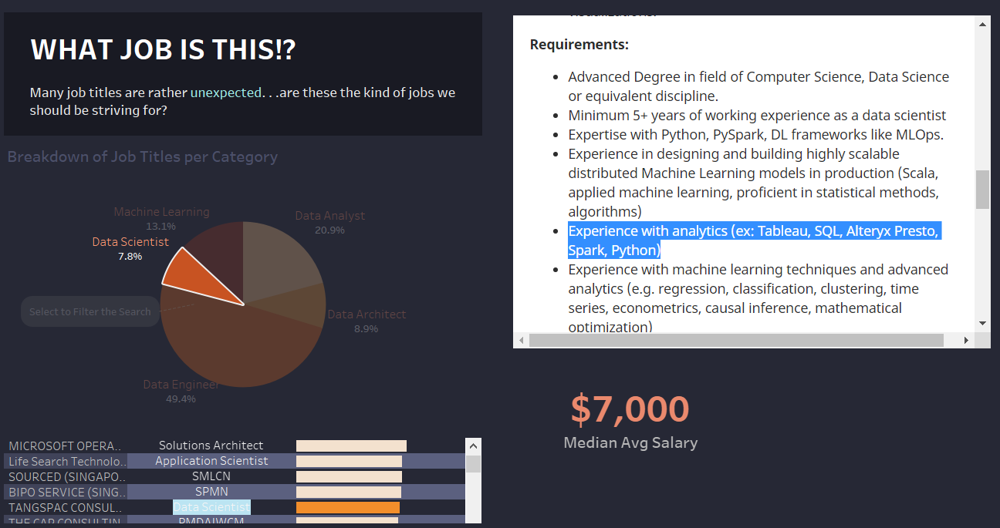 WHAT JOB IS THIS!?
Many job titles are rather unexpected. . .are these the kind of jobs we
should be striving for?
Breakdown of Job Titles per Category
Machine Learning
13.1%
Data Analyst
20.9%
Data Scientist
7.8%
Select to Filter the Search
Data Architect
8.9%
Data Engineer
49.4%
MICROSOFT OPERA.. Solutions Architect
Life Search Technolo.. Application Scientist
SOURCED (SINGAPO.. SMLCN
BIPO SERVICE (SING.. SPMN
TANGSPAC CONSUL.. Data Scientist
THE CAP CONSULTIN
Requirements:
Advanced Degree in field of Computer Science, Data Science
or equivalent discipline.
Minimum 5+ years of working experience as a data scientist
Expertise with Python, PySpark, DL frameworks like MLOps.
Experience in designing and building highly scalable
distributed Machine Learning models in production (Scala,
applied machine learning, proficient in statistical methods,
algorithms)
Experience with analytics (ex: Tableau, SQL, Alteryx Presto,
Spark, Python)
Experience with machine learning techniques and advanced
analytics (e.g. regression, classification, clustering, time
series, econometrics, causal inference, mathematical
optimization)
$7,000
Median Avg Salary